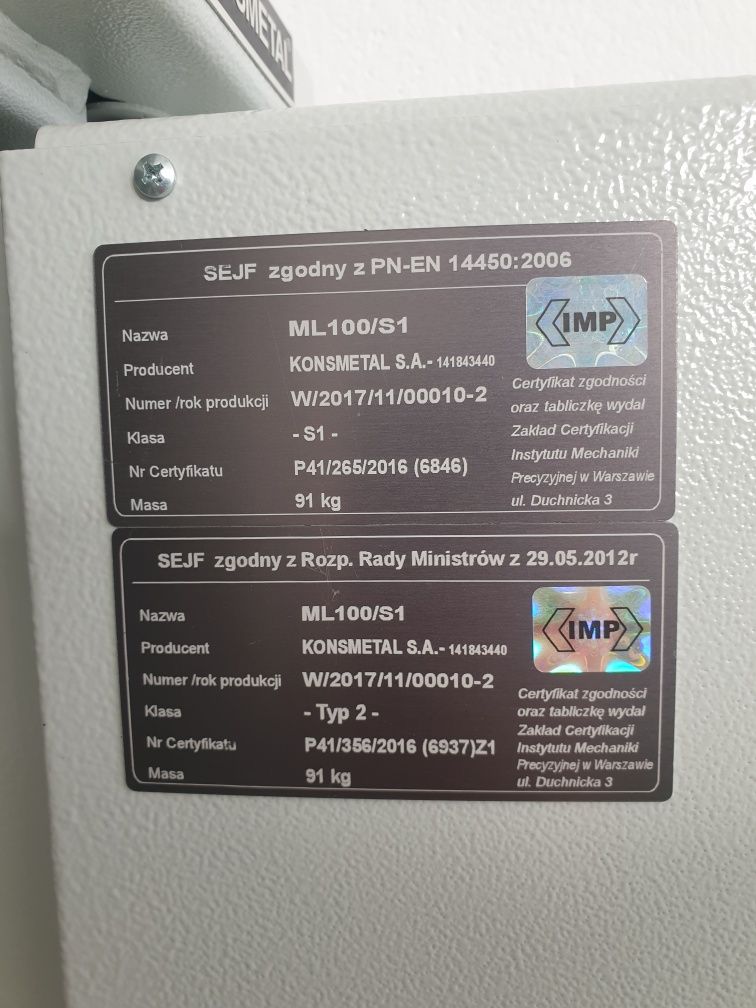 SEJF zgodny z PN-EN 14450:2006
Nazwa ML100/S1
Producent KONSMETAL S.A.- 141843440
Numer /rok produkcji W/2017/11/00010-2
Klasa - S1 -
Nr Certyfikatu P41/265/2016 (6846)
Masa 91 kg
IMP
Certyfikat zgodności
oraz tabliczkę wydał
Zakład Certyfikacji
Instytutu Mechaniki
Precyzyjnej w Warszawie
ul. Duchnicka 3
SEJF zgodny z Rozp. Rady Ministrów z 29.05.2012r
Nazwa ML100/S1
Producent KONSMETAL S.A.- 141843440
Numer /rok produkcji W/2017/11/00010-2
Klasa - Typ 2 -
Nr Certyfikatu P41/356/2016 (6937)Z1
Masa 91 kg
IMP
Certyfikat zgodności
oraz tabliczkę wydał
Zakład Certyfikacji
Instytutu Mechaniki
Precyzyjnej w Warszawie
ul. Duchnicka 3